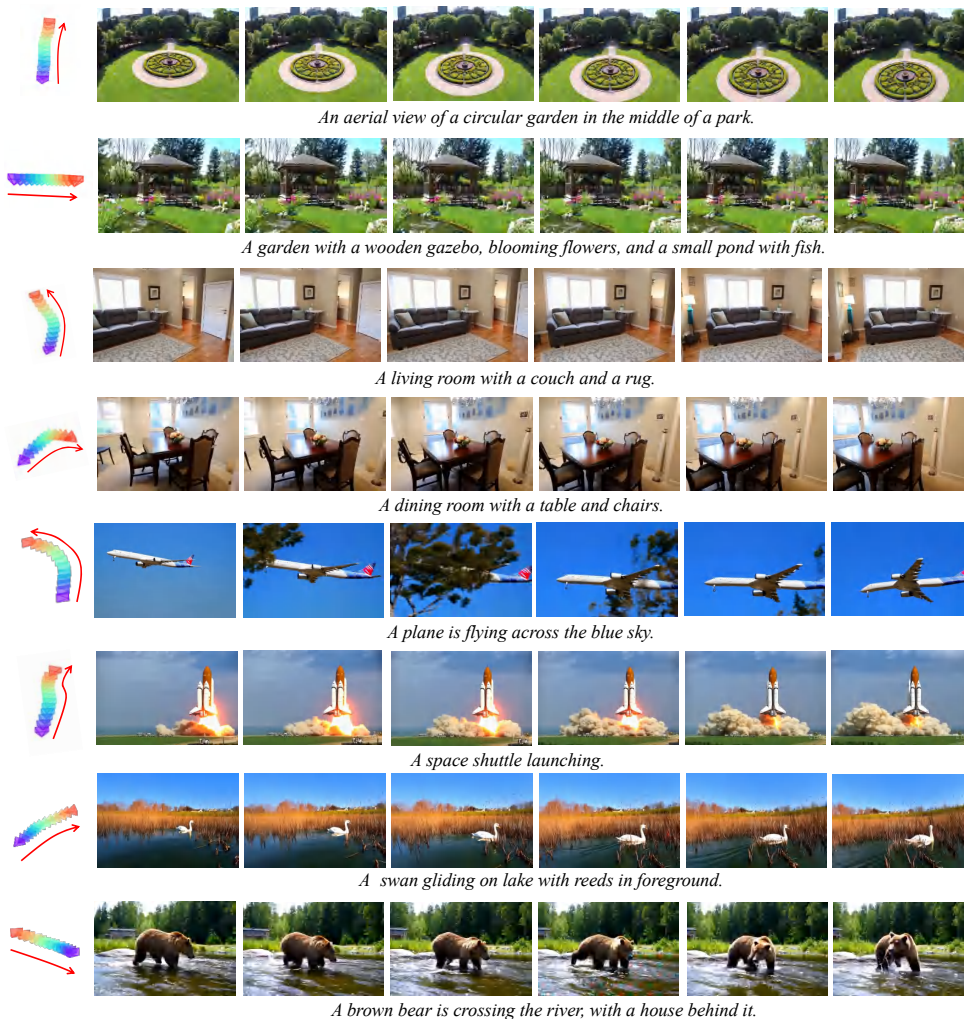 An aerial view of a circular garden in the middle of a park.
A garden with a wooden gazebo, blooming flowers, and a small pond with fish.
A living room with a couch and a rug.
A dining room with a table and chairs.
A plane is flying across the blue sky.
A space shuttle launching.
A swan gliding on lake with reeds in foreground.
A brown bear is crossing the river, with a house behind it.